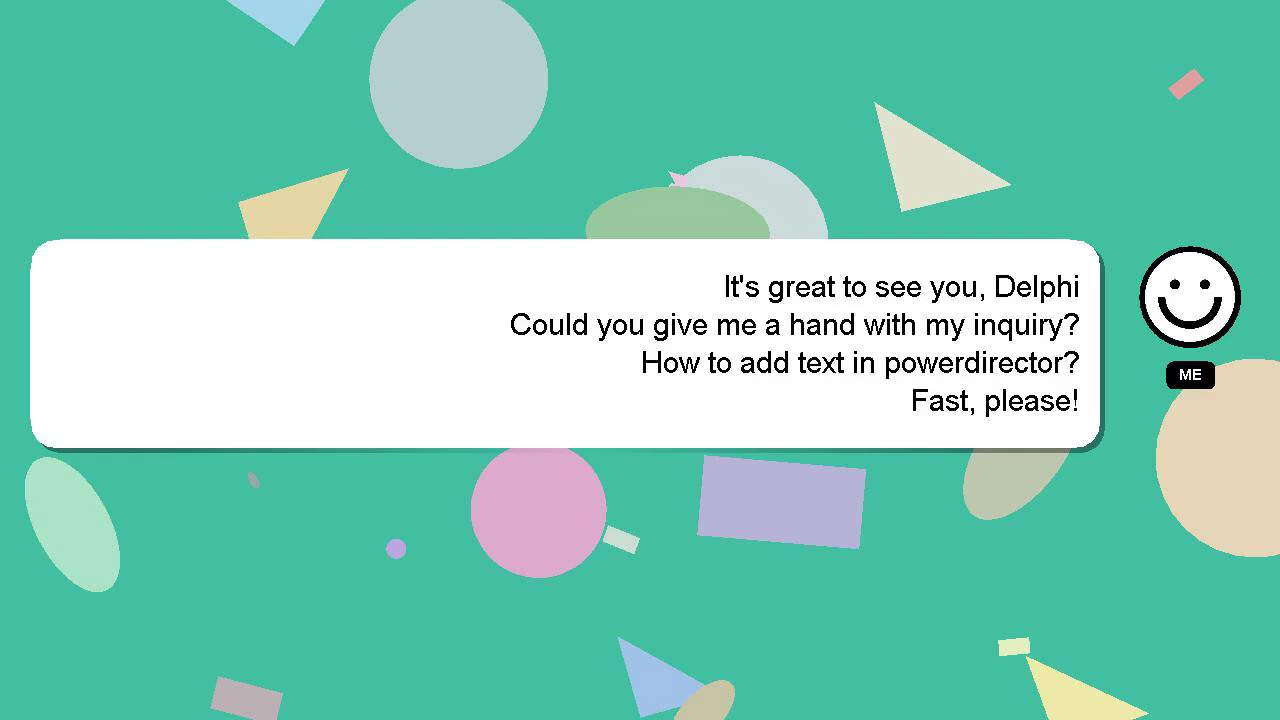 It's great to see you, Delphi
Could you give me a hand with my inquiry?
How to add text in powerdirector?
Fast, please!
ME